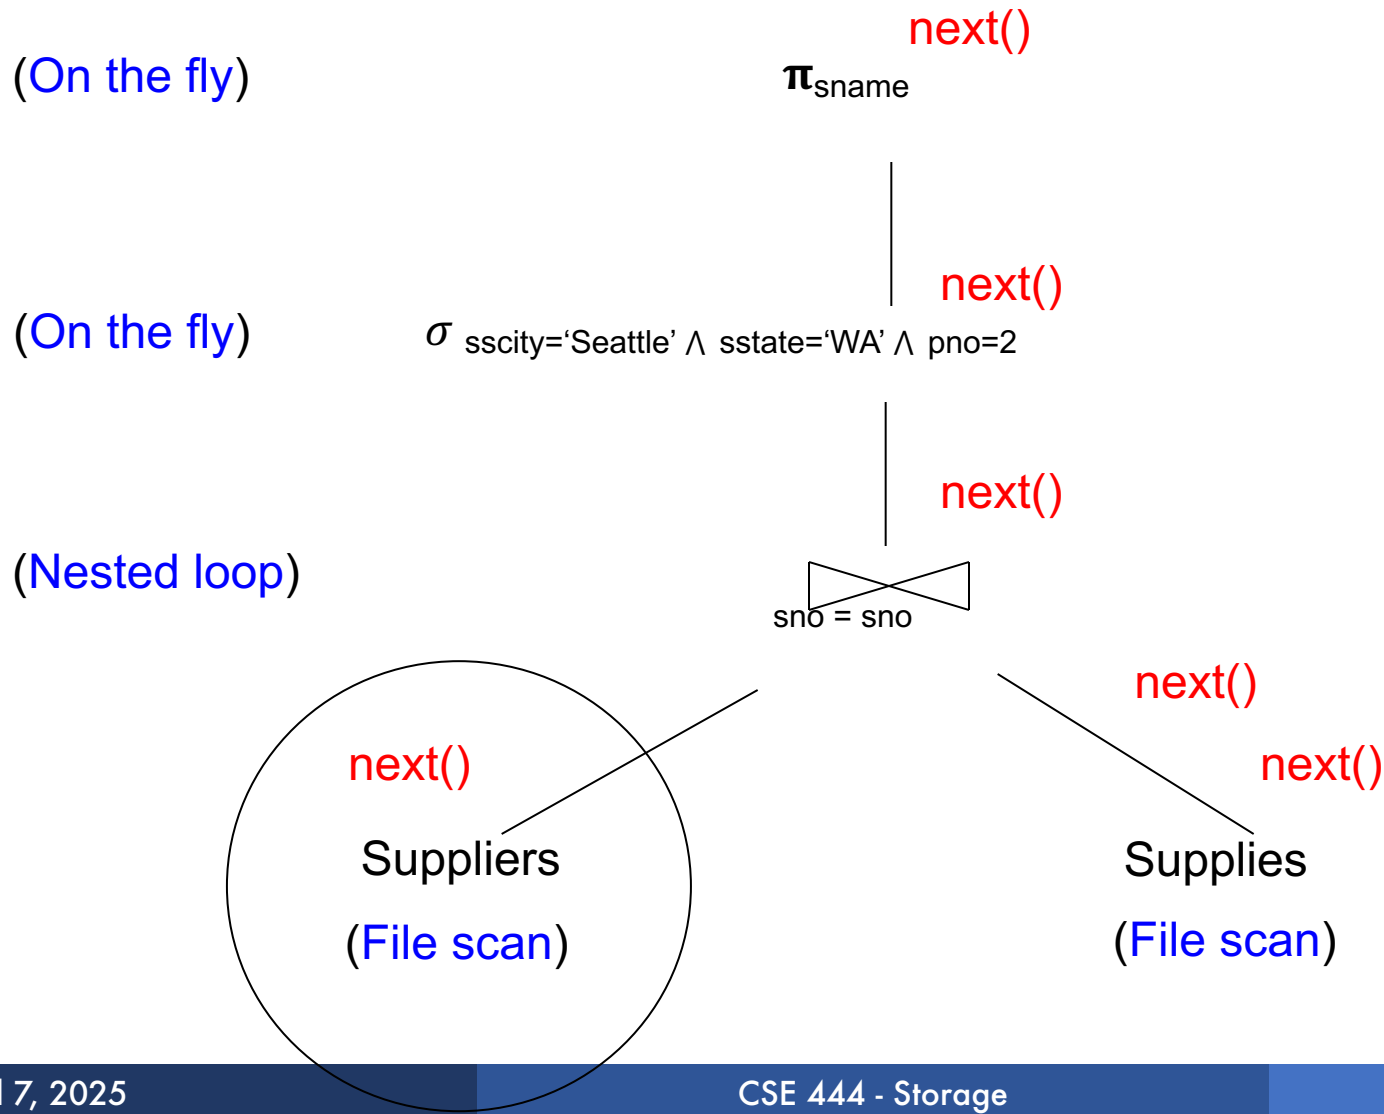 next()
(On the fly)
πsname
next()
(On the fly)
σ sscity=‘Seattle’ ∧ sstate=‘WA’ ∧ pno=2
next()
(Nested loop)
sno = sno
next()
next()
next()
Suppliers
Supplies
(File scan)
(File scan)
7, 2025
CSE 444 - Storage